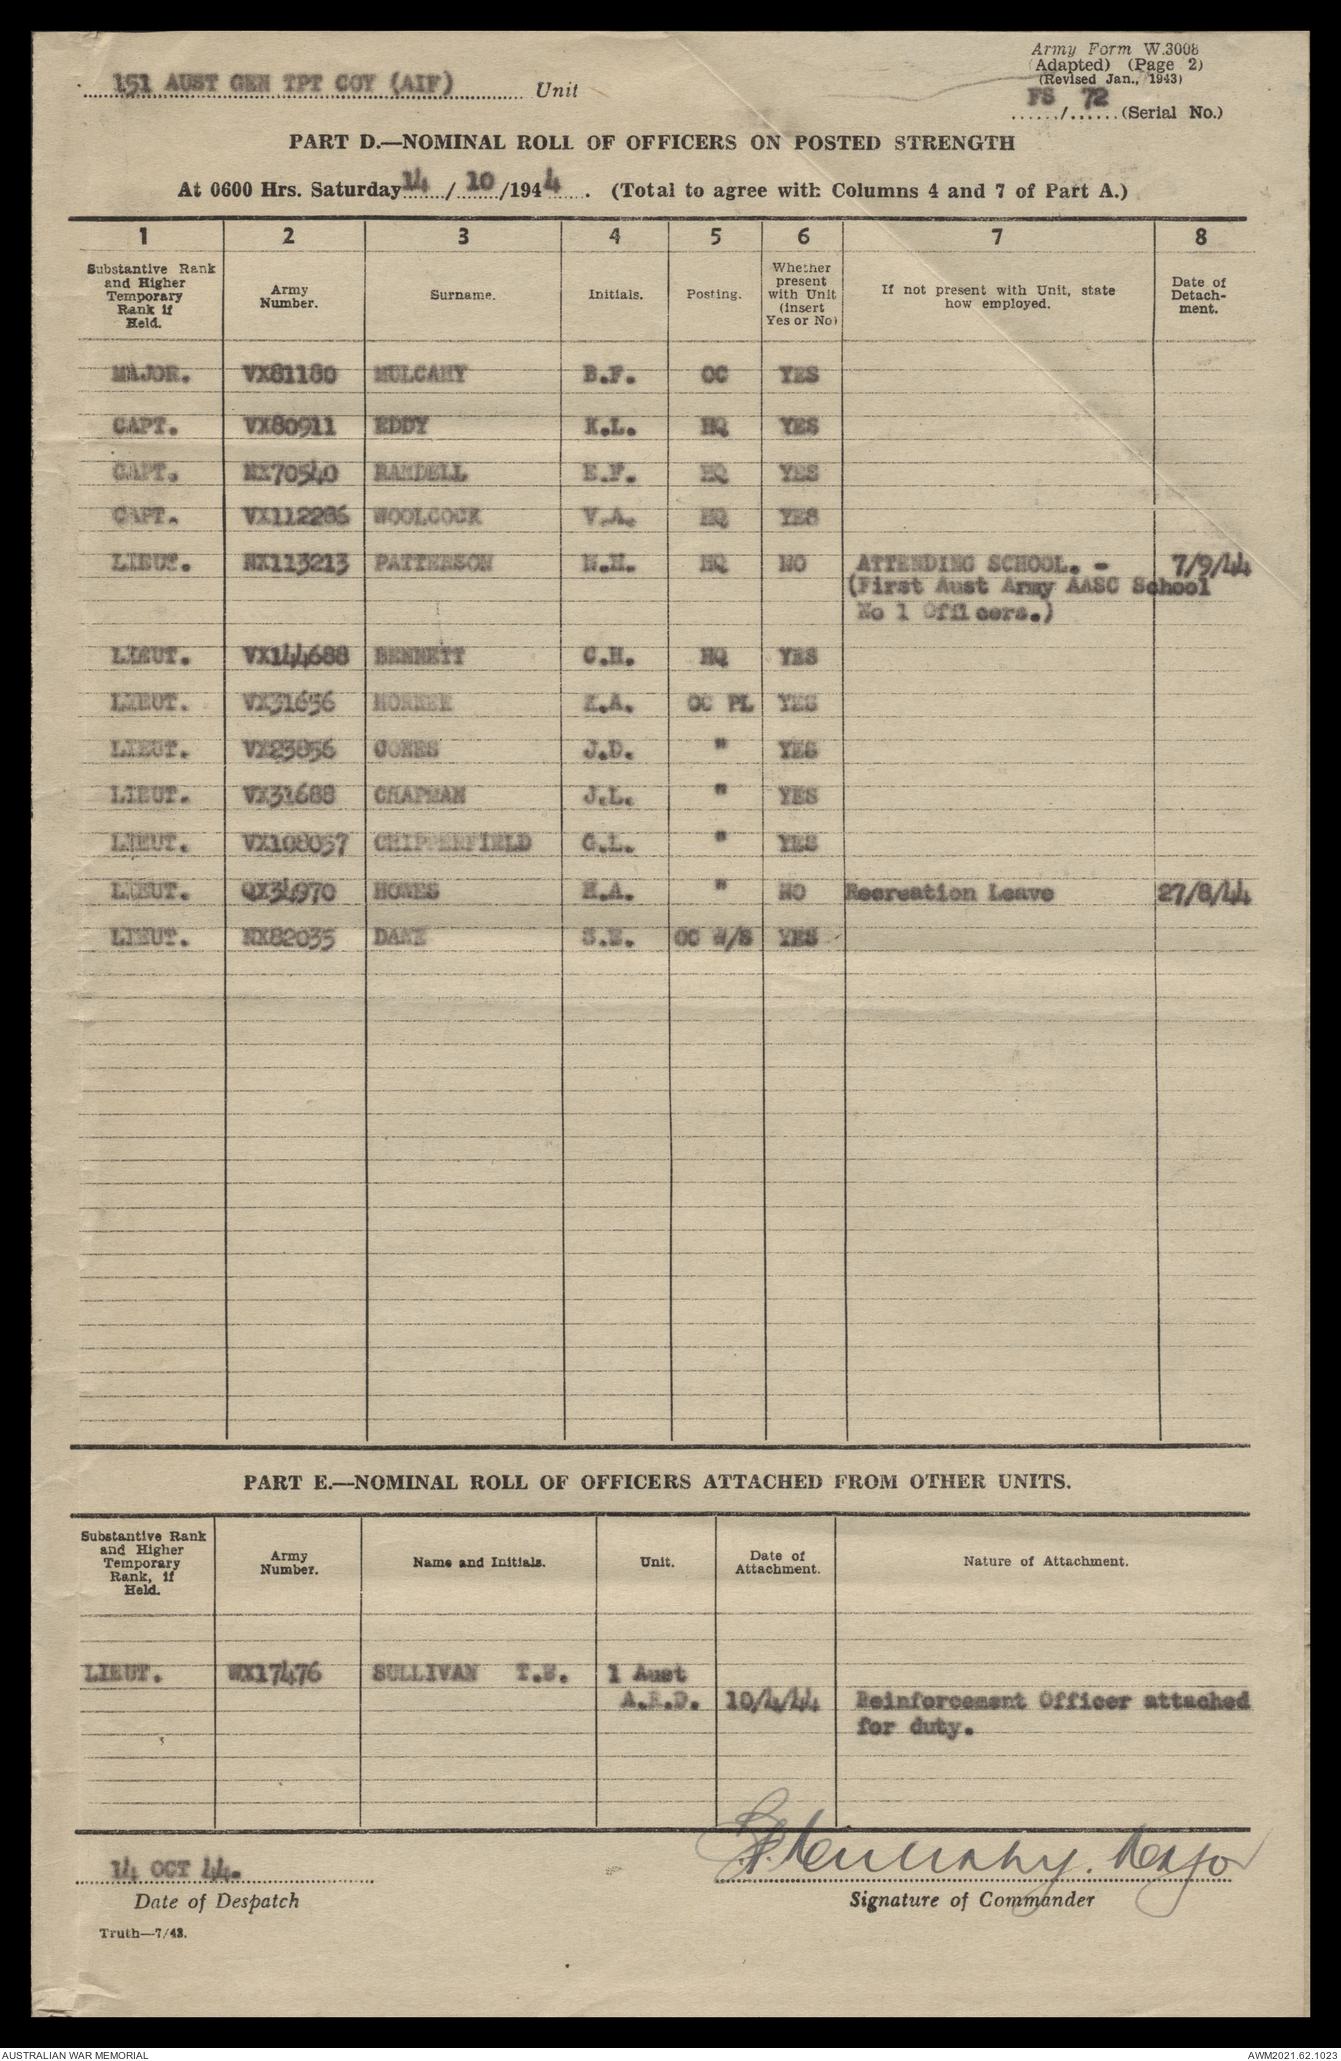 Army Form W.3008
151 AUST GEN TPT COY (AIF) Unit
(Adapted) (Page 2)
(Revised Jan., 1943)
FS 72
....../......(Serial No.)
PART D.—NOMINAL ROLL OF OFFICERS ON POSTED STRENGTH
At 0600 Hrs. Saturday 14 / 10 /1944 . (Total to agree with Columns 4 and 7 of Part A.)
1 2 3 4 5 6 7 8
Substantive Rank and Higher Temporary Rank if Held. Army Number. Surname. Initials. Posting. Whether present with Unit (insert Yes or No) If not present with Unit, state how employed. Date of Detach-ment.
MAJOR. VX81180 MULCAHY B.F. OC YES
CAPT. VX80911 EDDY K.L. HQ YES
CAPT. NX70540 RAMDELL E.F. HQ YES
CAPT. VX112286 WOOLCOCK V.A. HQ YES
LIEUT. NX113213 PATTERSON N.H. HQ NO ATTENDING SCHOOL. - 7/9/44
(First Aust Army AASC School
No 1 Officers.)
LIEUT. VX144688 BENNETT C.H. HQ YES
LIEUT. VX31656 K.A. OC PL YES
LIEUT. VX23856 J.D. " YES
LIEUT. VX31688 CHAPMAN J.L. " YES
LIEUT. VX108057 CHIPPERFIELD G.L. " YES
LIEUT. QX34970 HOWES H.A. " NO Recreation Leave 27/8/44
LIEUT. NX82035 DANE S.E. OC W/S YES
PART E.—NOMINAL ROLL OF OFFICERS ATTACHED FROM OTHER UNITS.
Substantive Rank and Higher Temporary Rank, if Held. Army Number. Name and Initials. Unit. Date of Attachment. Nature of Attachment.
LIEUT. WX17476 SULLIVAN 1 Aust
A.R.D. 10/4/44 Reinforcement Officer attached
for duty.
14 OCT 44.
BF Mulcahy. Major
Date of Despatch
Signature of Commander
Truth—7/43.
AUSTRALIAN WAR MEMORIAL
AWM2021.62.1023